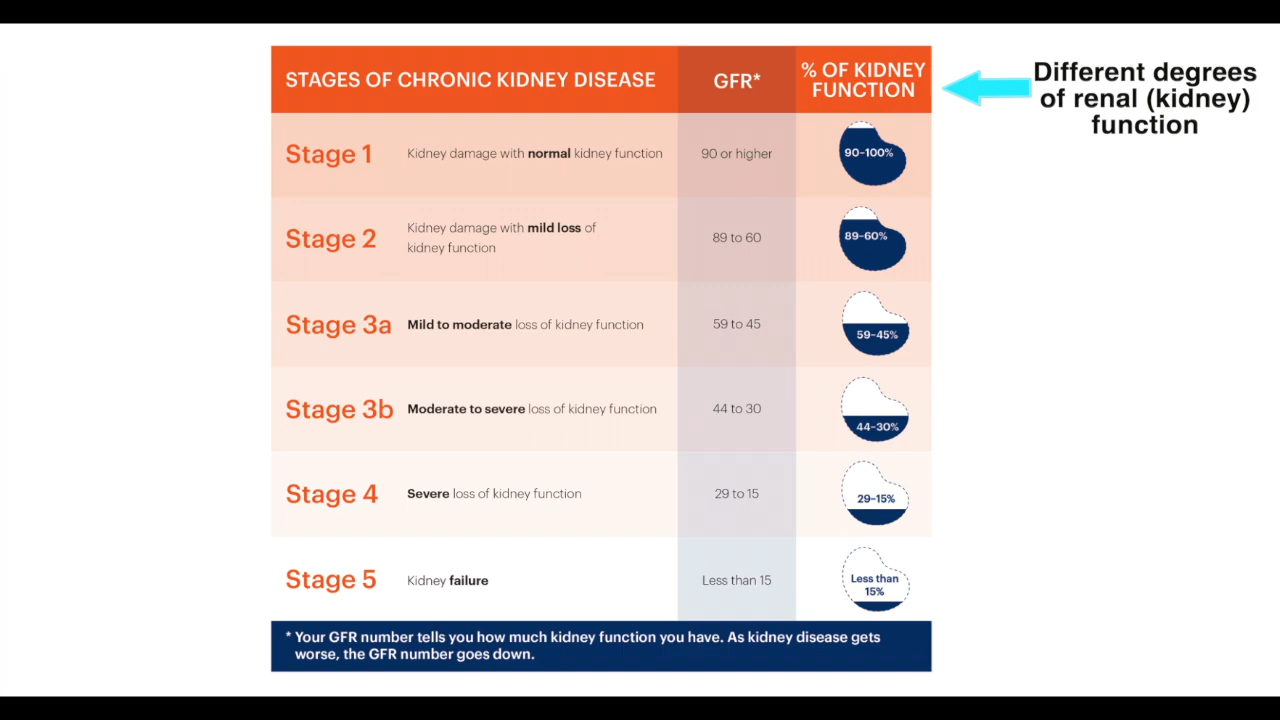 STAGES OF CHRONIC KIDNEY DISEASE
GFR*
% OF KIDNEY
FUNCTION
Different degrees
of renal (kidney)
function
Stage 1
Kidney damage with normal kidney function
90 or higher
90–100%
Stage 2
Kidney damage with mild loss of
kidney function
89 to 60
89–60%
Stage 3a
Mild to moderate loss of kidney function
59 to 45
59–45%
Stage 3b
Moderate to severe loss of kidney function
44 to 30
44–30%
Stage 4
Severe loss of kidney function
29 to 15
29–15%
Stage 5
Kidney failure
Less than 15
Less than
15%
* Your GFR number tells you how much kidney function you have. As kidney disease gets
worse, the GFR number goes down.